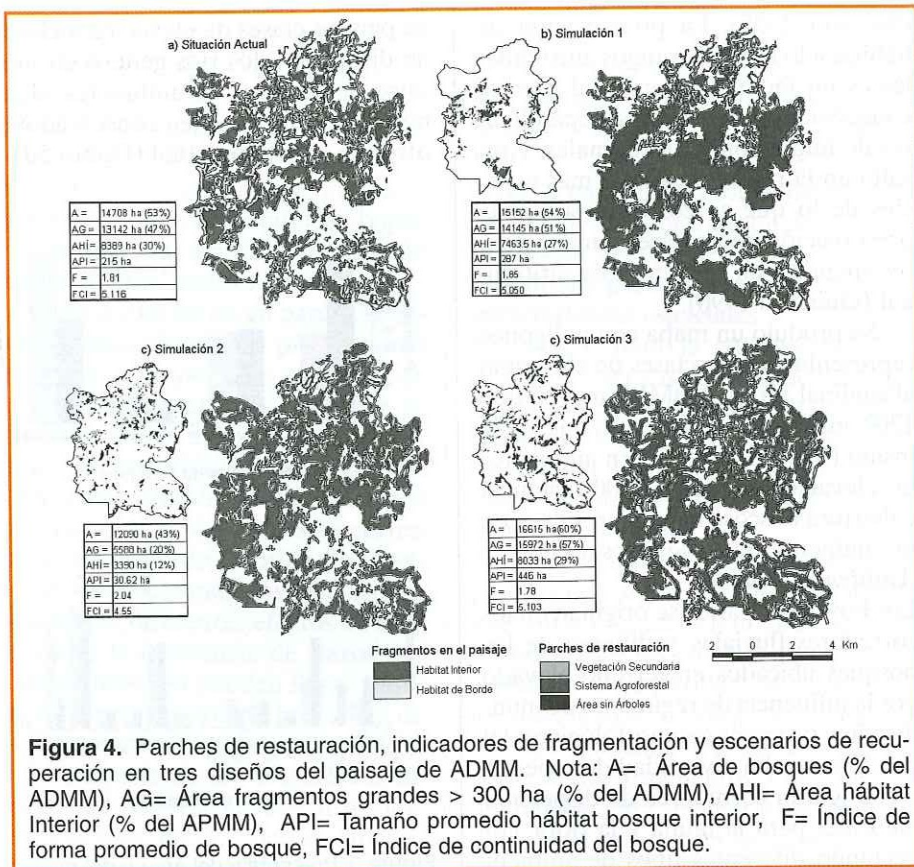 a) Situación Actual
A = 14708 ha (53%)
AG = 13142 ha (47%)
AHÍ= 8389 ha (30%)
API = 215 ha
F = 1.81
FCI = 5.116
b) Simulación 1
A = 15152 ha (54%)
AG = 14145 ha (51%)
AHÍ= 7463.5 ha (27%)
API = 287 ha
F = 1.85
FCI = 5.050
c) Simulación 2
A = 12090 ha (43%)
AG = 5588 ha (20%)
AHÍ= 3390 ha (12%)
API = 30.62 ha
F = 2.04
FCI = 4.55
c) Simulación 3
A = 16615 ha (60%)
AG = 15972 ha (57%)
AHÍ= 8033 ha (29%)
API = 446 ha
F = 1.78
FCI = 5.103
Fragmentos en el paisaje
Habitat Interior
Habitat de Borde
Parches de restauración
Vegetación Secundaria
Sistema Agroforestal
Área sin Árboles
2 0 2 4 Km
Figura 4. Parches de restauración, indicadores de fragmentación y escenarios de recu-
peración en tres diseños del paisaje de ADMM. Nota: A= Área de bosques (% del
ADMM), AG= Área fragmentos grandes > 300 ha (% del ADMM), AHI= Área hábitat
Interior (% del APMM), API= Tamaño promedio hábitat bosque interior, F= Índice de
forma promedio de bosque, FCI= Índice de continuidad del bosque.